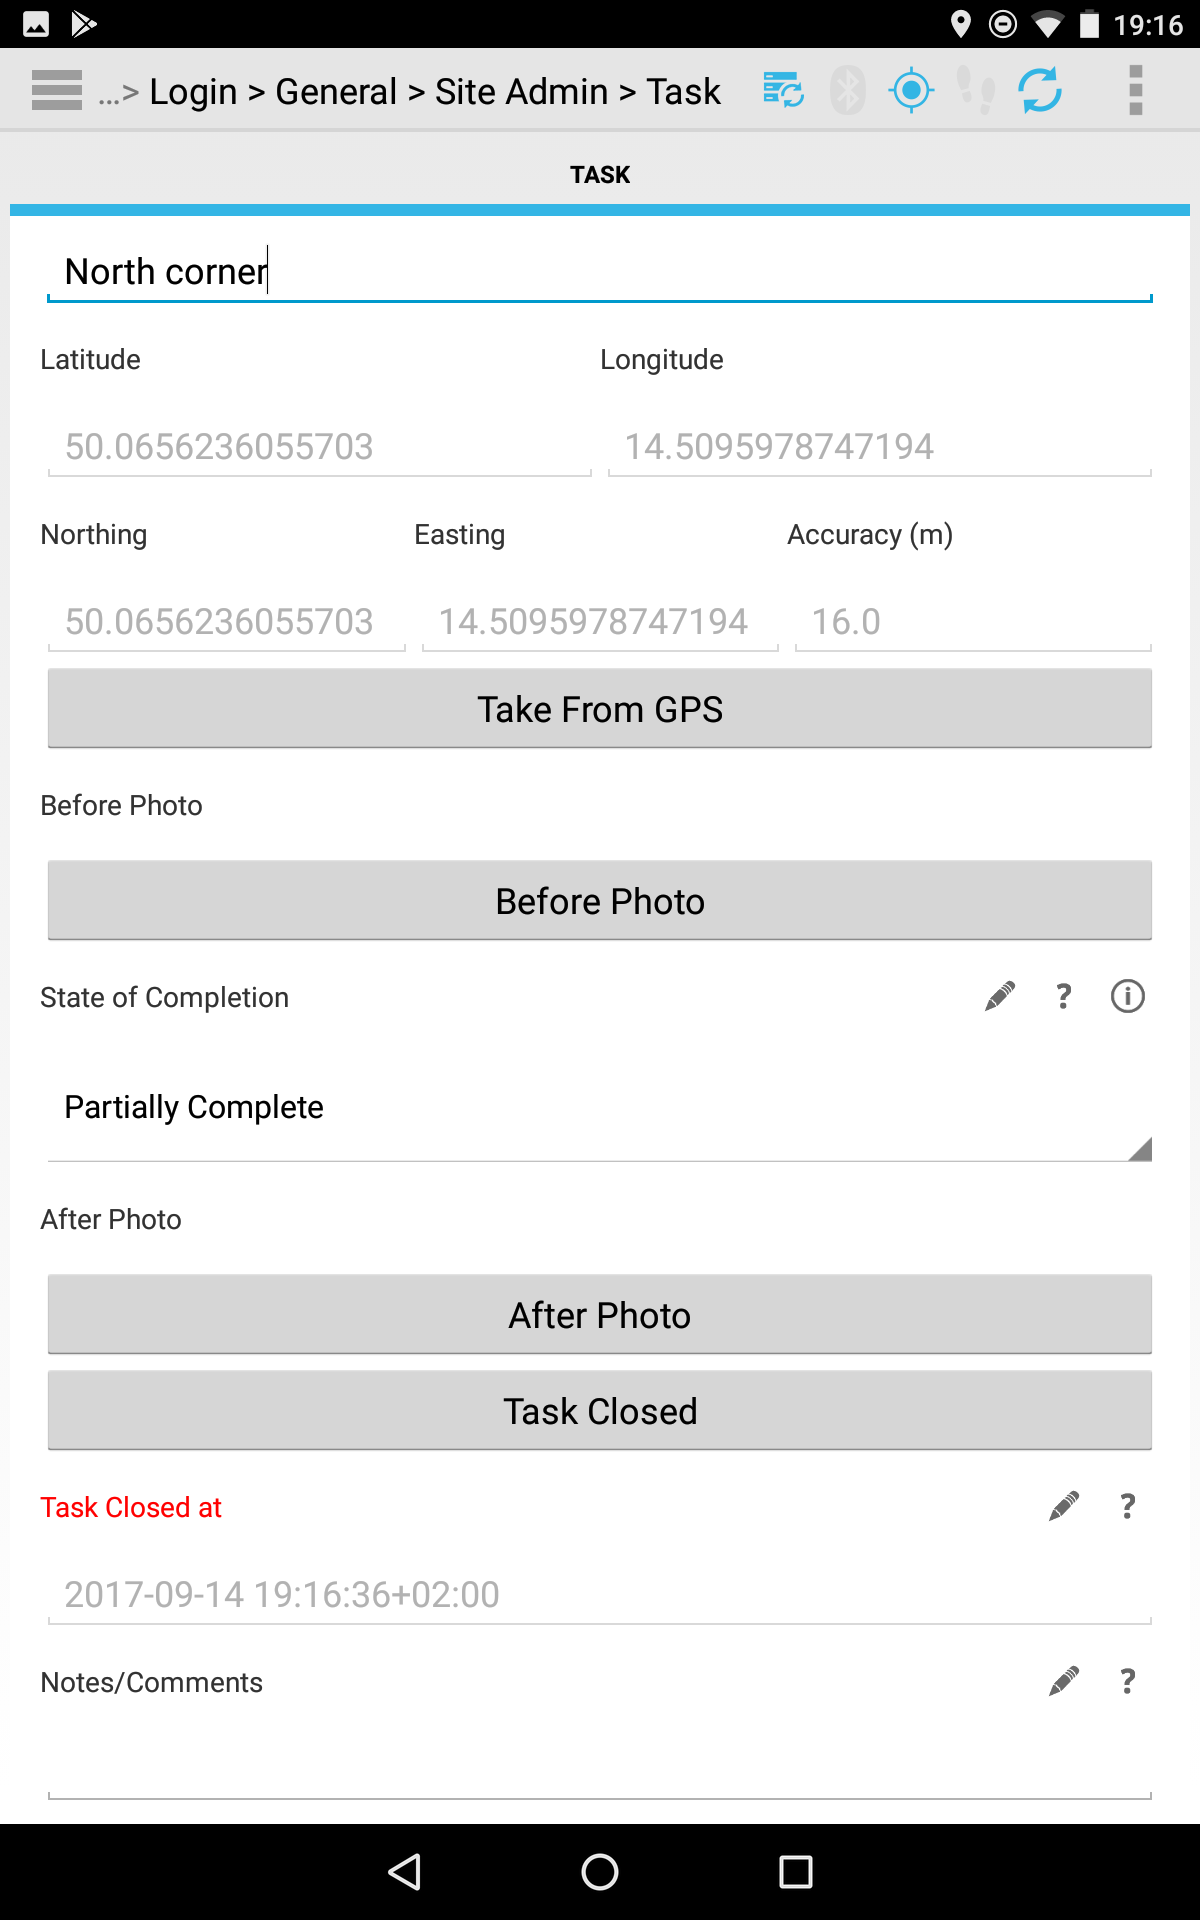 19:16
...> Login > General > Site Admin > Task
TASK
North corner
Latitude Longitude
50.0656236055703 14.5095978747194
Northing Easting Accuracy (m)
50.0656236055703 14.5095978747194 16.0
Take From GPS
Before Photo
Before Photo
State of Completion ?
Partially Complete
After Photo
After Photo
Task Closed
Task Closed at ?
2017-09-14 19:16:36+02:00
Notes/Comments ?